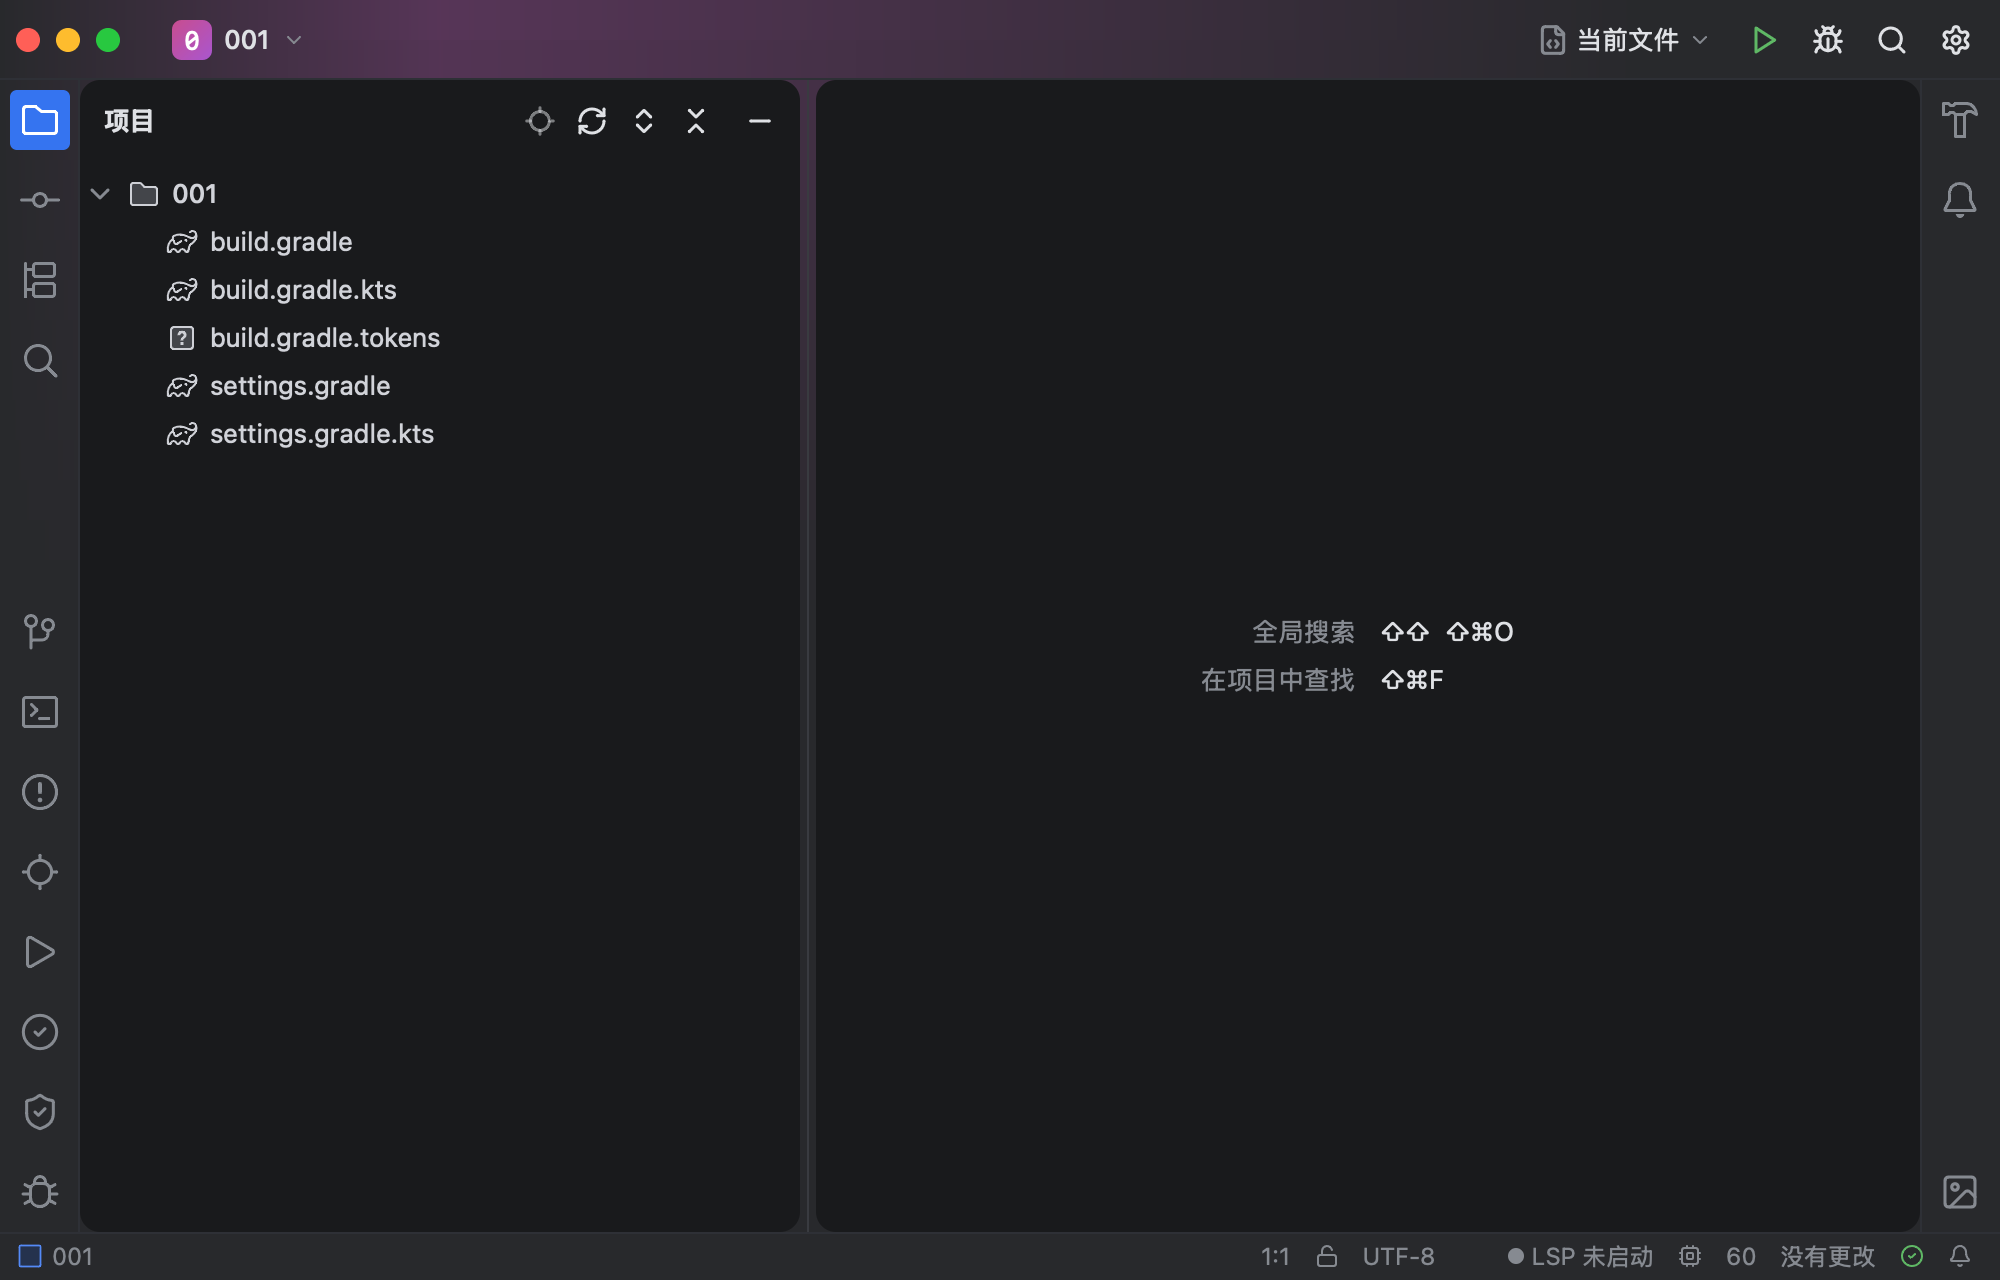 0 001
当前文件
项目
001
build.gradle
build.gradle.kts
? build.gradle.tokens
settings.gradle
settings.gradle.kts
全局搜索 ⇧⇧ ⇧⌘O
在项目中查找 ⇧⌘F
001
1:1 UTF-8 LSP 未启动 60 没有更改